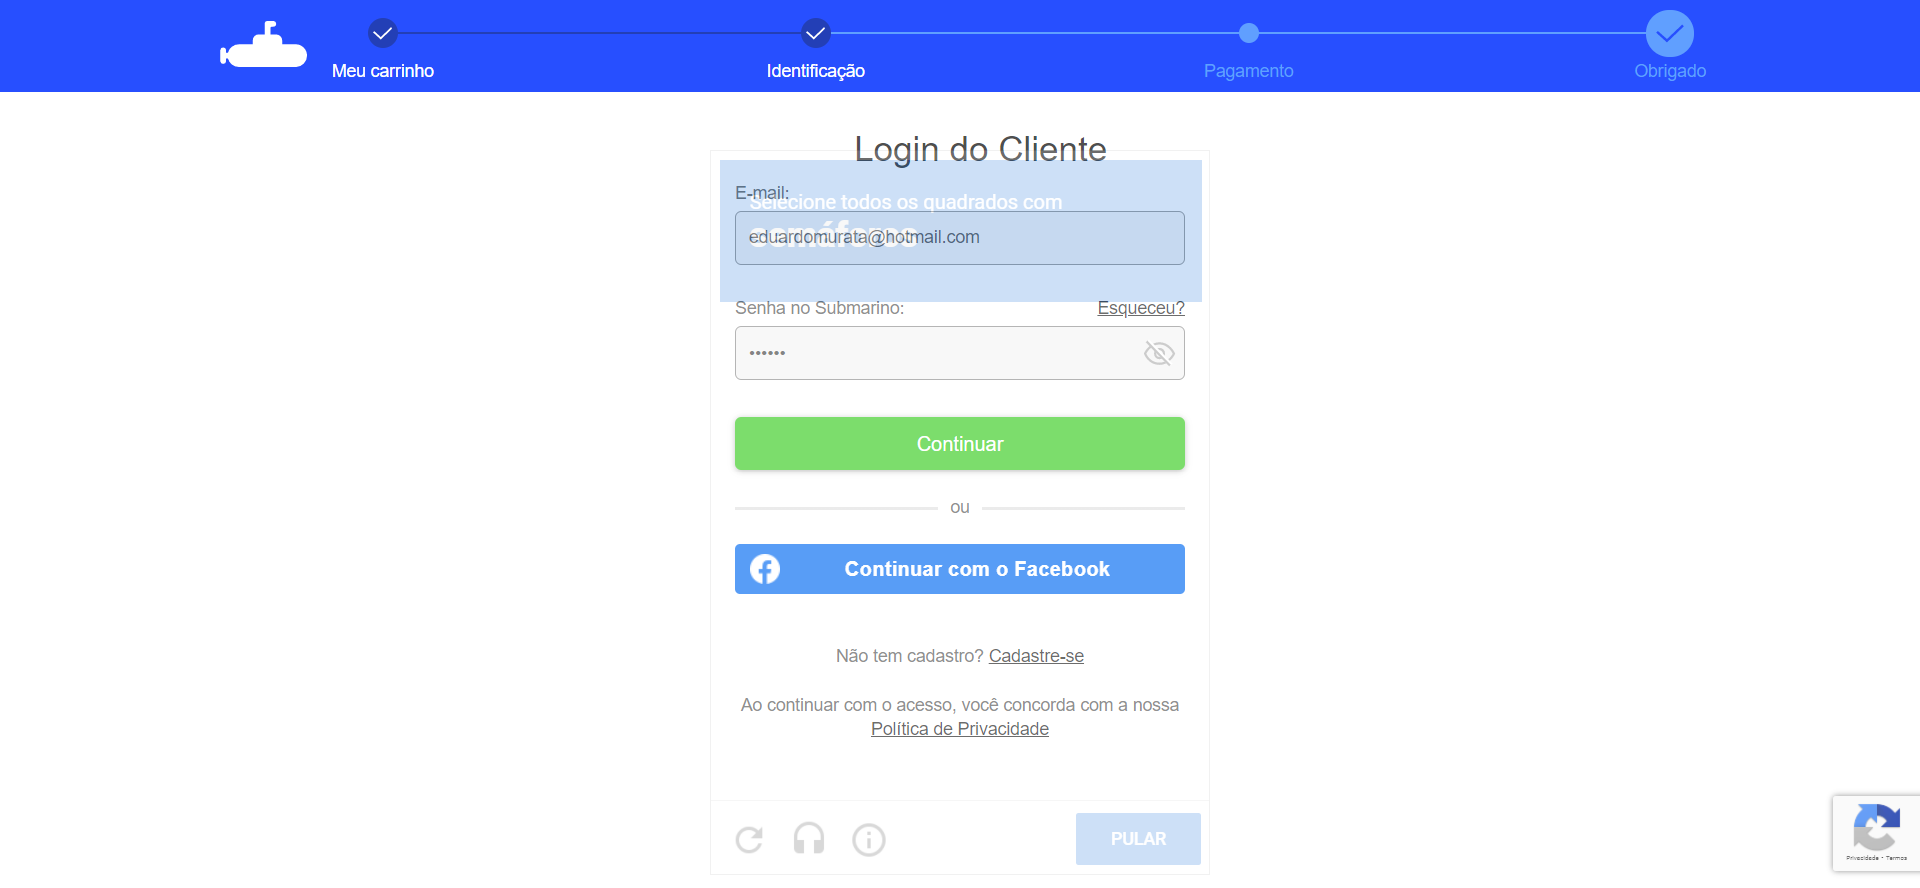 Meu carrinho Identificação Pagamento Obrigado
Login do Cliente
E-mail:
Selecione todos os quadrados com
semáforos
eduardomurata@hotmail.com
Senha no Submarino: Esqueceu?
••••••
Continuar
ou
Continuar com o Facebook
Não tem cadastro? Cadastre-se
Ao continuar com o acesso, você concorda com a nossa
Política de Privacidade
PULAR
Privacidade - Termos